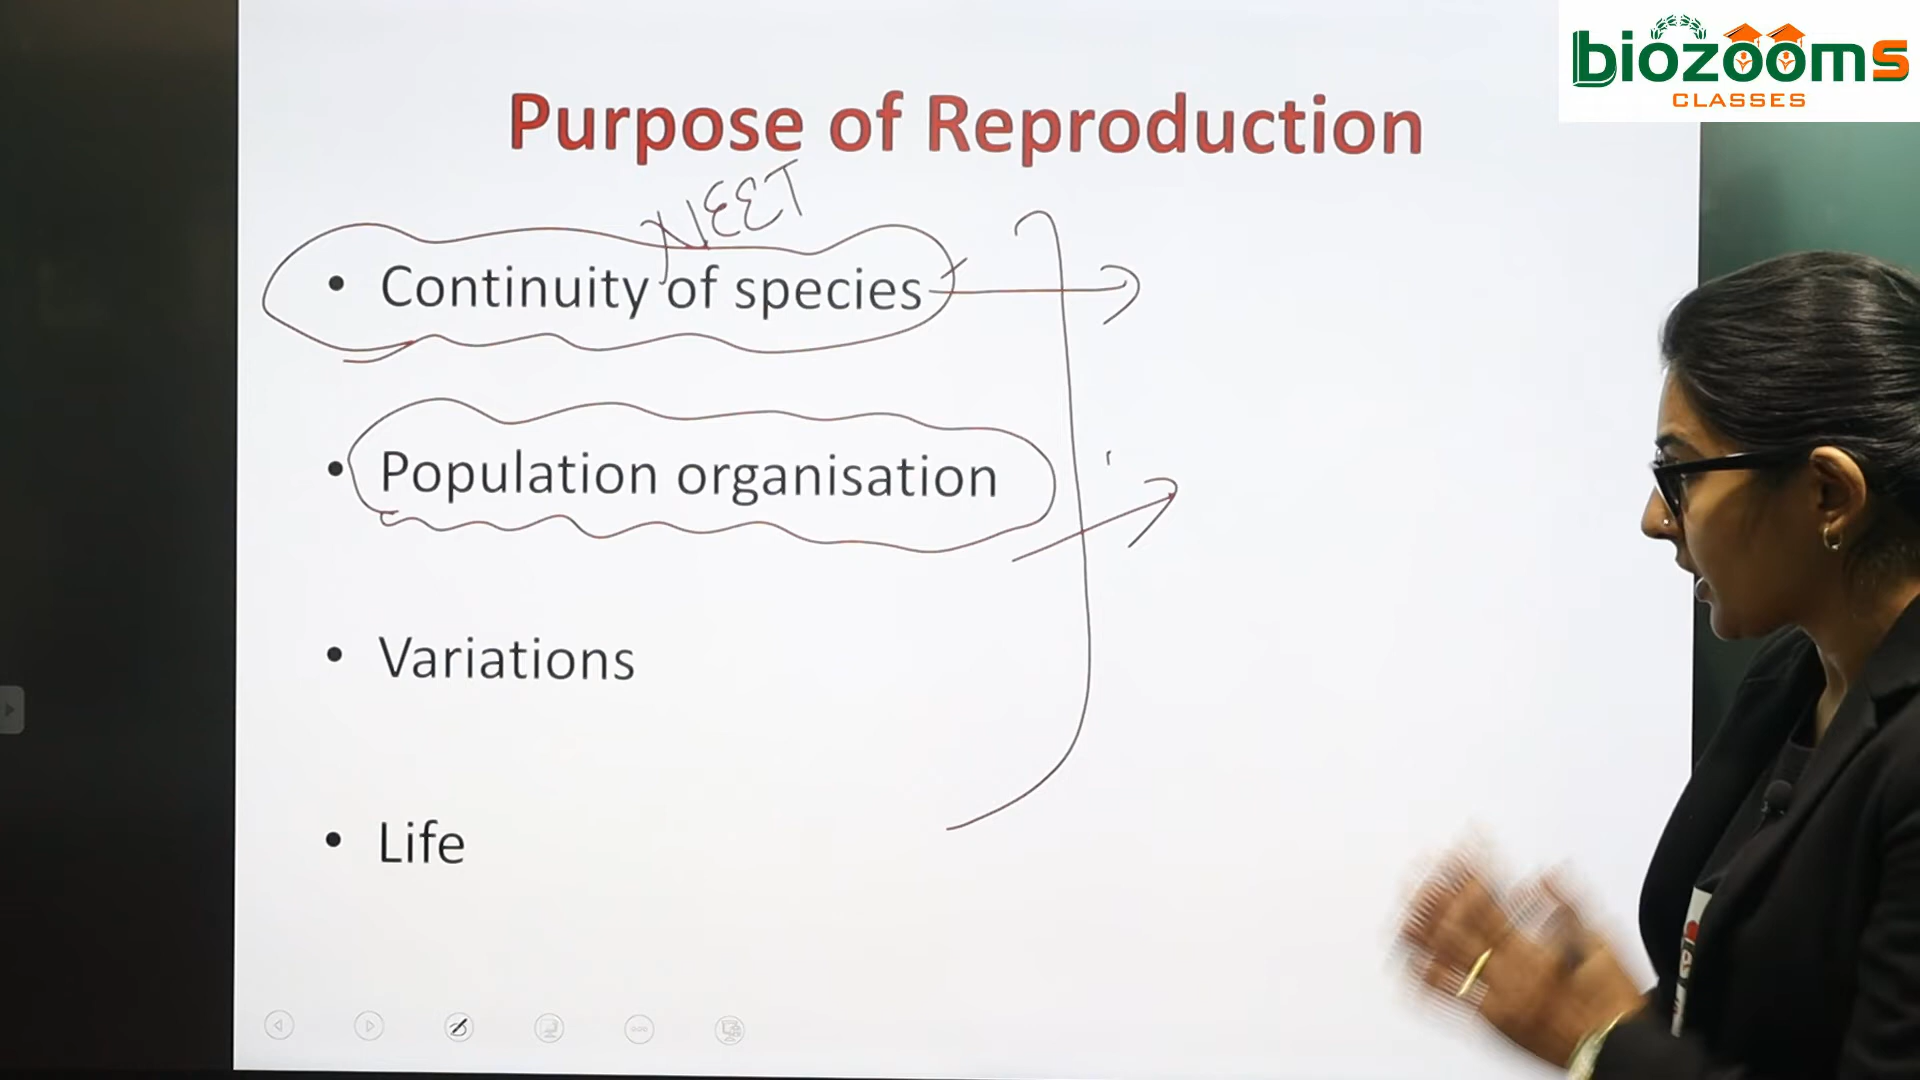 biozooms
CLASSES
Purpose of Reproduction
NEET
• Continuity of species
• Population organisation
• Variations
• Life